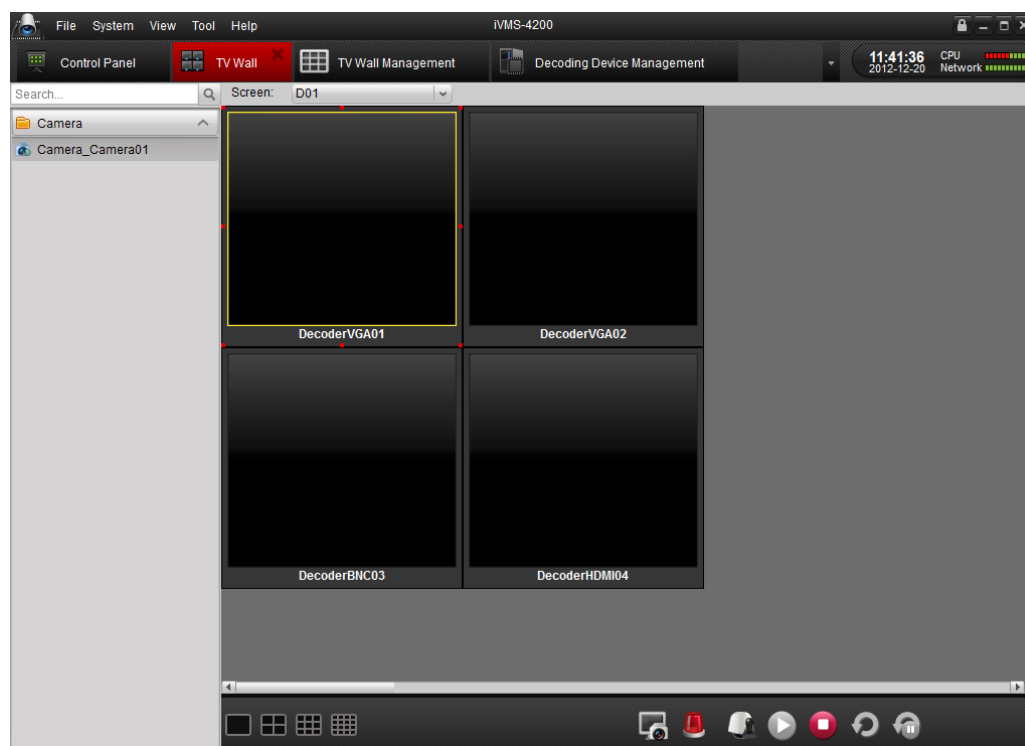 File System View Tool Help iVMS-4200
Control Panel TV Wall TV Wall Management Decoding Device Management 11:41:36 CPU
2012-12-20 Network
Search... Screen: D01
Camera
Camera_Camera01
DecoderVGA01 DecoderVGA02
DecoderBNC03 DecoderHDMI04